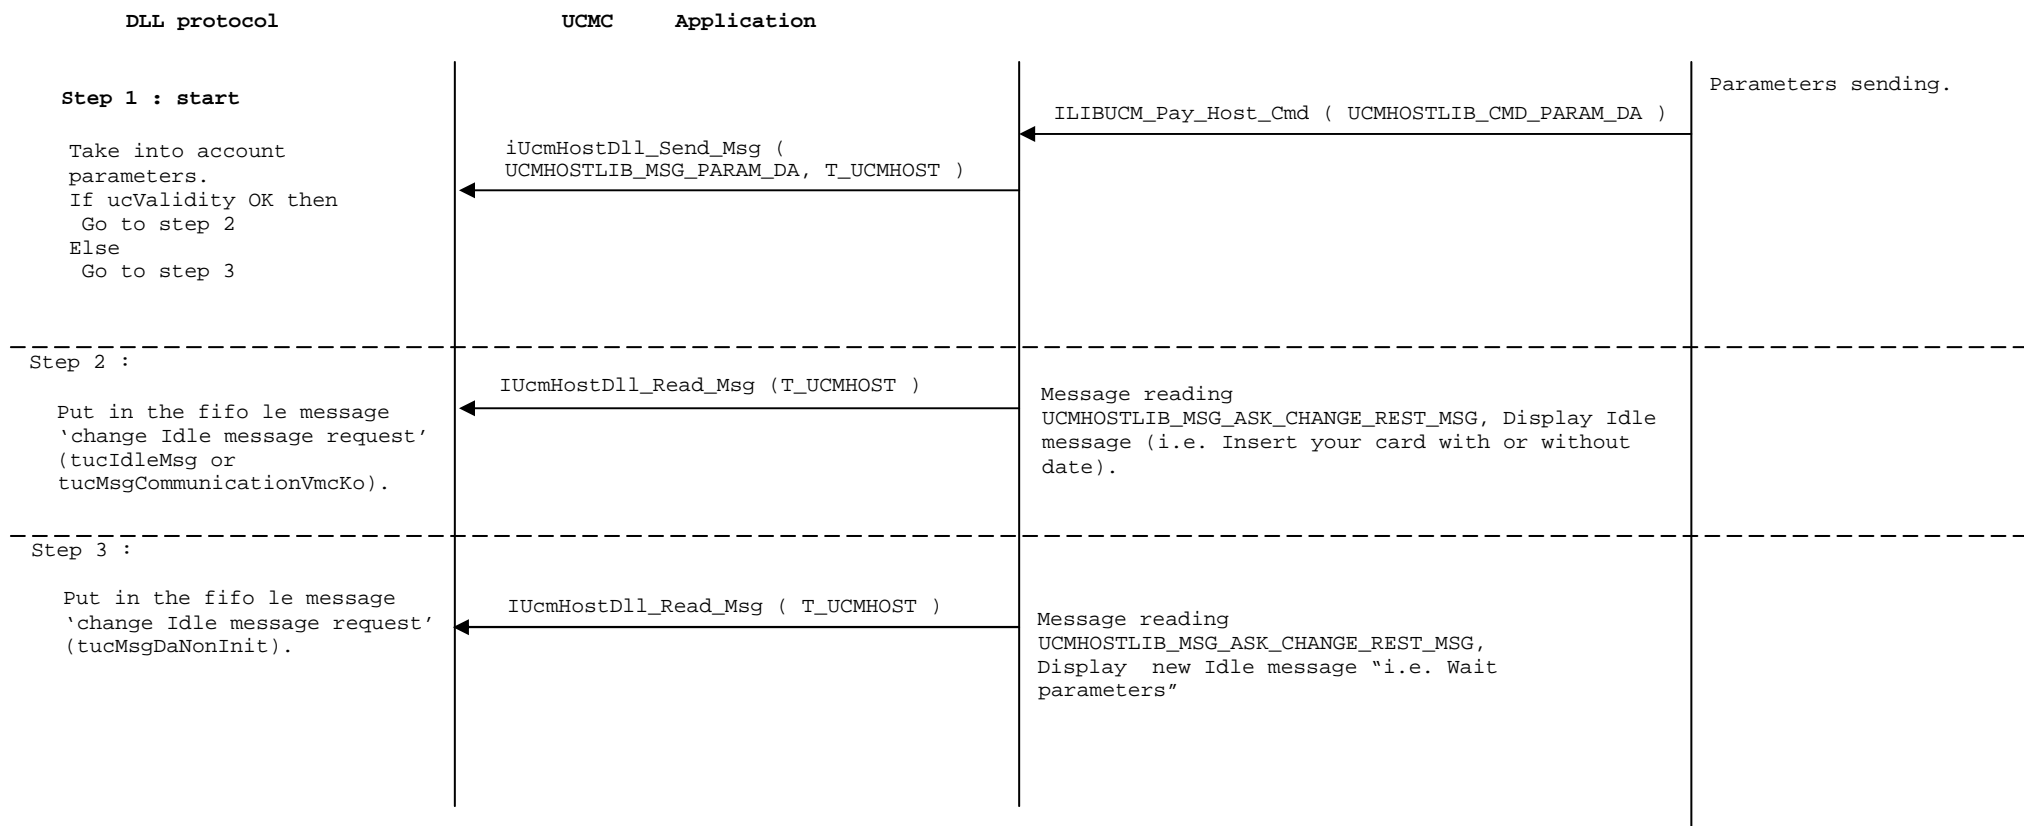 DLL protocol UCMC Application
Parameters sending.
Step 1 : start
ILIBUCM_Pay_Host_Cmd ( UCMHOSTLIB_CMD_PARAM_DA )
iUcmHostDll_Send_Msg (
UCMHOSTLIB_MSG_PARAM_DA, T_UCMHOST )
Take into account
parameters.
If ucValidity OK then
Go to step 2
Else
Go to step 3
Step 2 :
IUcmHostDll_Read_Msg (T_UCMHOST )
Put in the fifo le message
‘change Idle message request’
(tucIdleMsg or
tucMsgCommunicationVmcKo).
Message reading
UCMHOSTLIB_MSG_ASK_CHANGE_REST_MSG, Display Idle
message (i.e. Insert your card with or without
date).
Step 3 :
Put in the fifo le message
‘change Idle message request’
(tucMsgDaNonInit).
IUcmHostDll_Read_Msg ( T_UCMHOST )
Message reading
UCMHOSTLIB_MSG_ASK_CHANGE_REST_MSG,
Display  new Idle message “i.e. Wait
parameters”